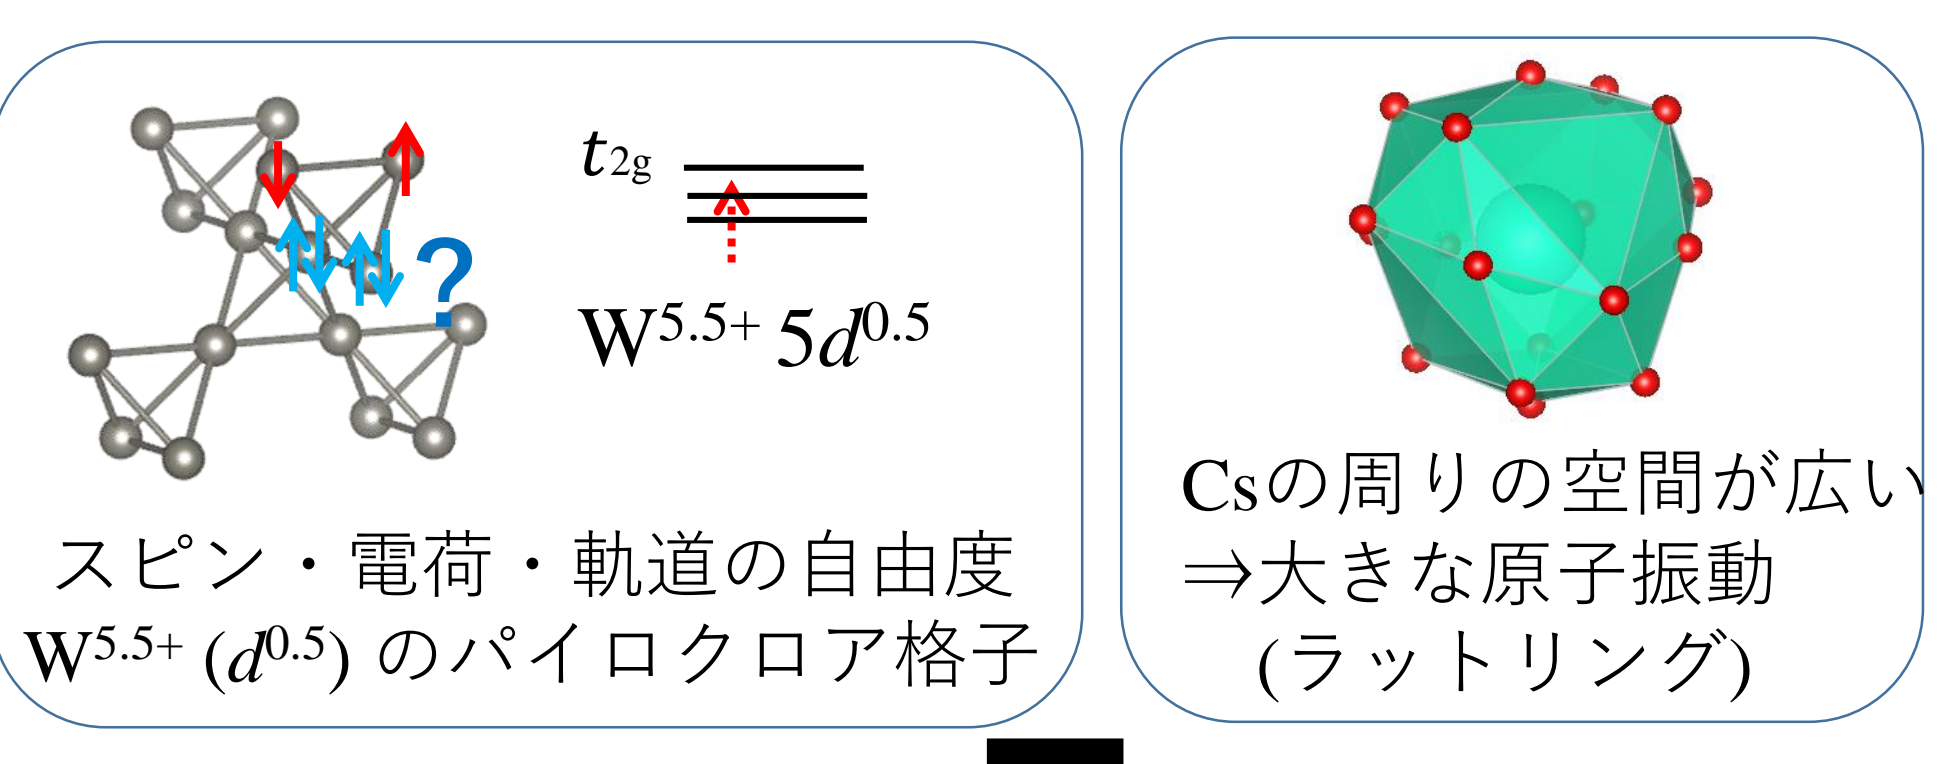 t2g
?
W5.5+ 5d0.5
スピン・電荷・軌道の自由度
W5.5+ (d0.5) のパイロクロア格子
Csの周りの空間が広い
⇒大きな原子振動
(ラットリング)